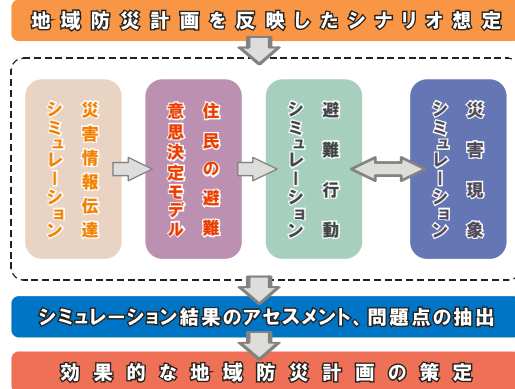 地域防災計画を反映したシナリオ想定
災害情報伝達
シミュレーション
住民の避難
意思決定モデル
避難行動
シミュレーション
災害現象
シミュレーション
シミュレーション結果のアセスメント、問題点の抽出
効果的な地域防災計画の策定